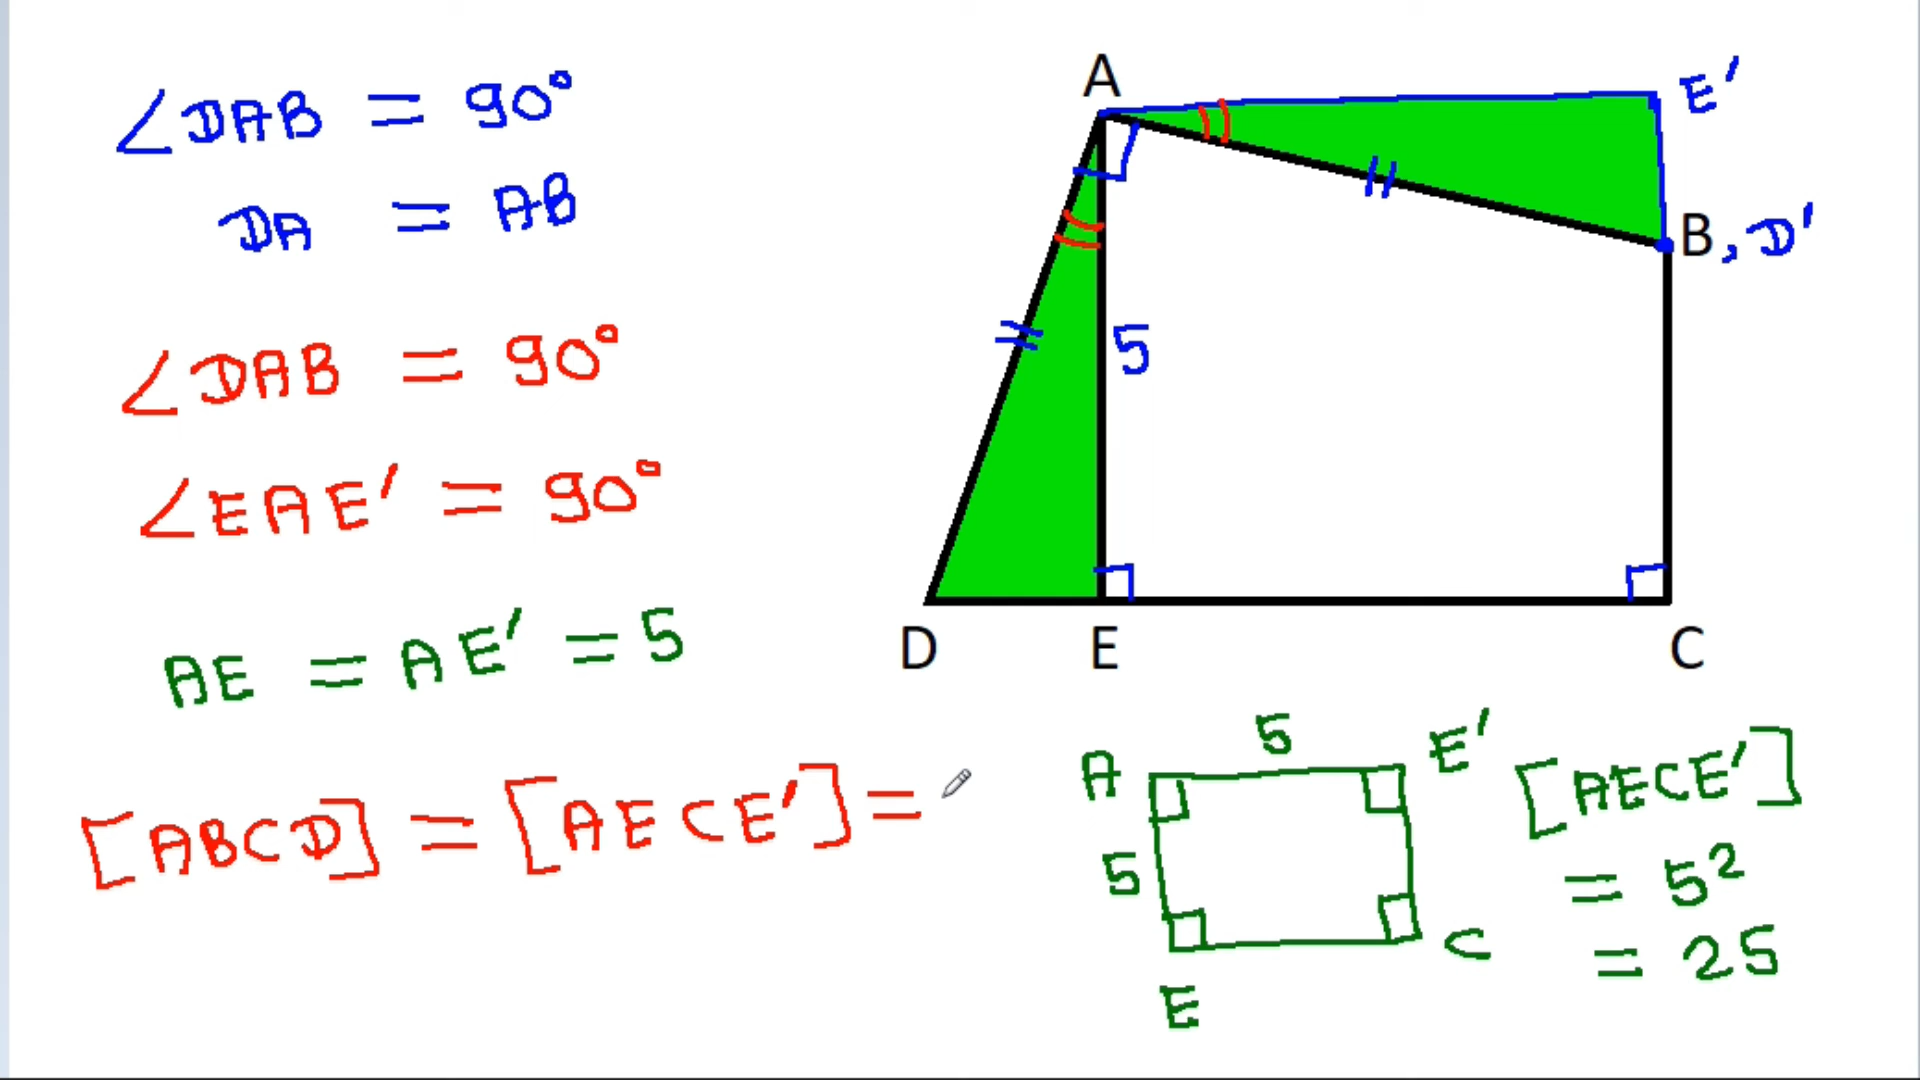 ∠DAB = 90°
DA = AB
∠DAB = 90°
∠EAE' = 90°
AE = AE' = 5
[ABCD] = [AECE'] =
A
E'
B, D'
5
D
E
C
5
A
E'
5
C
E
[AECE']
= 5²
= 25